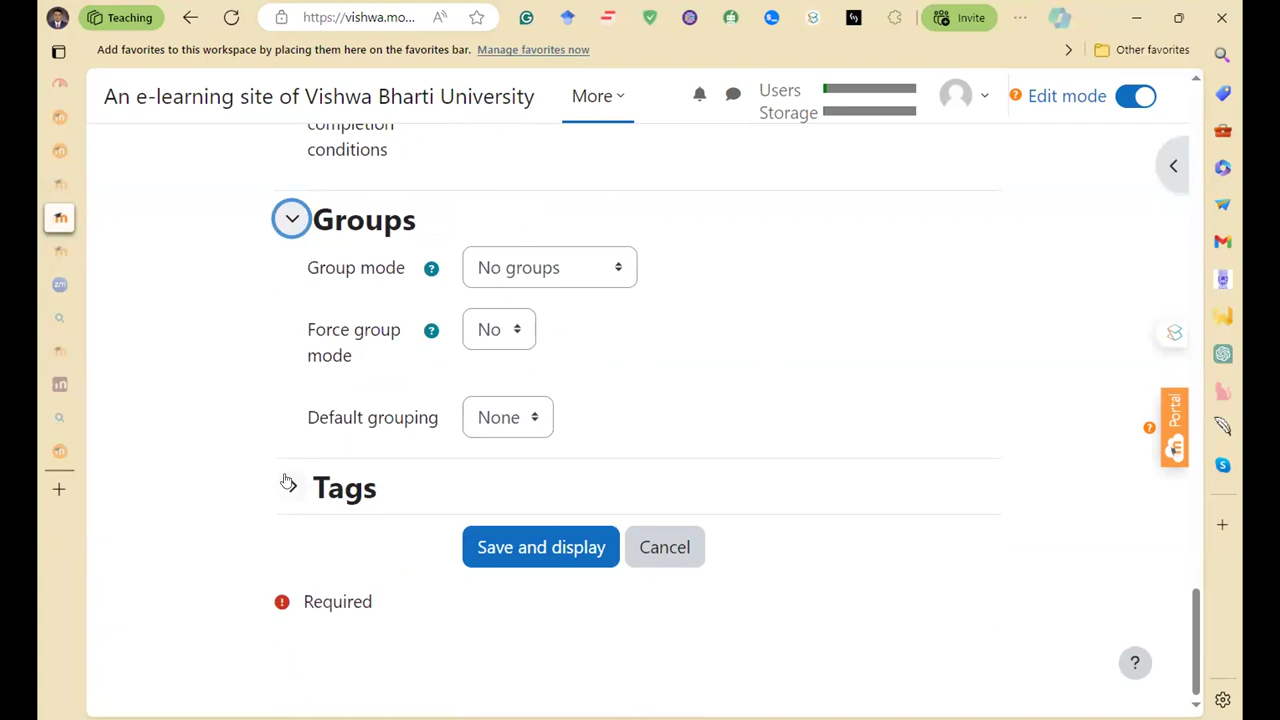 Teaching
https://vishwa.mo...
Invite
Add favorites to this workspace by placing them here on the favorites bar. Manage favorites now
Other favorites
An e-learning site of Vishwa Bharti University
More
Users
Storage
Edit mode
completion
conditions
Groups
Group mode ? No groups
Force group
mode
? No
Default grouping None
Portal
?
Tags
Save and display Cancel
! Required
?